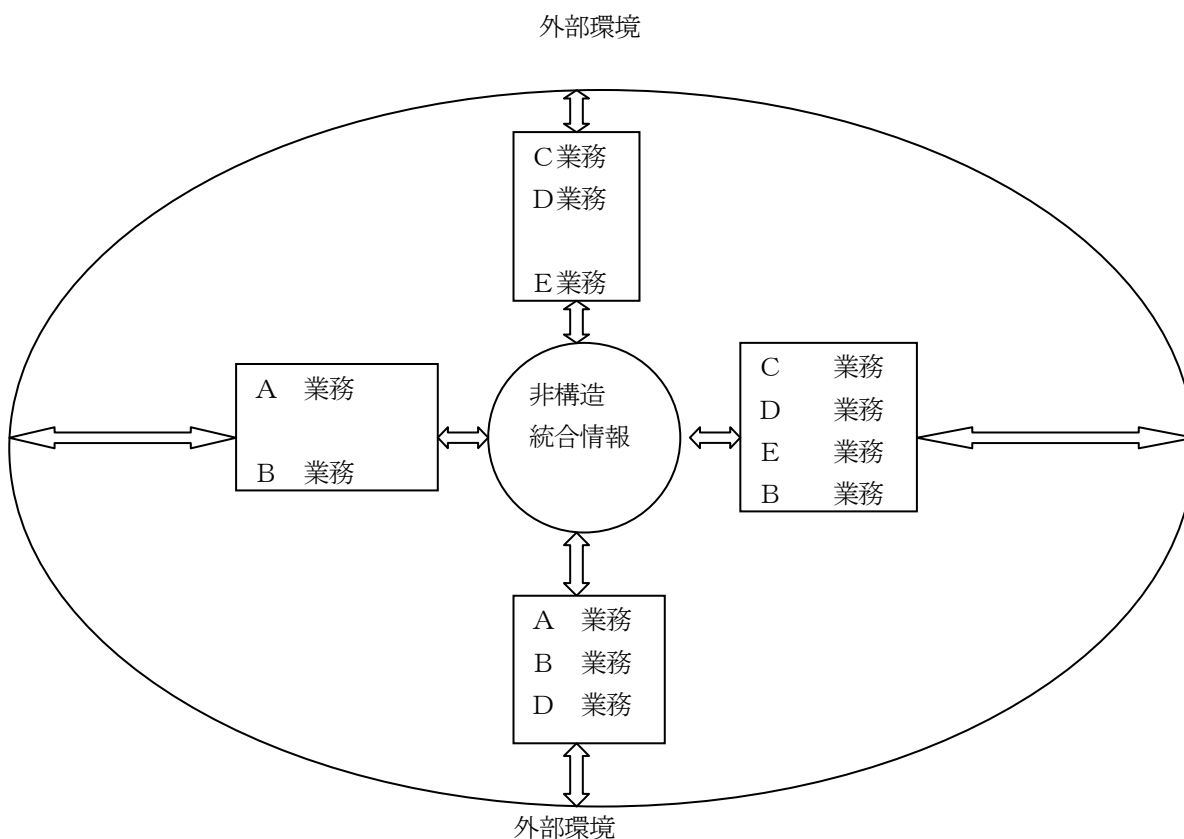 外部環境
C業務
D業務
E業務
A 業務
B 業務
非構造
統合情報
C 業務
D 業務
E 業務
B 業務
A 業務
B 業務
D 業務
外部環境